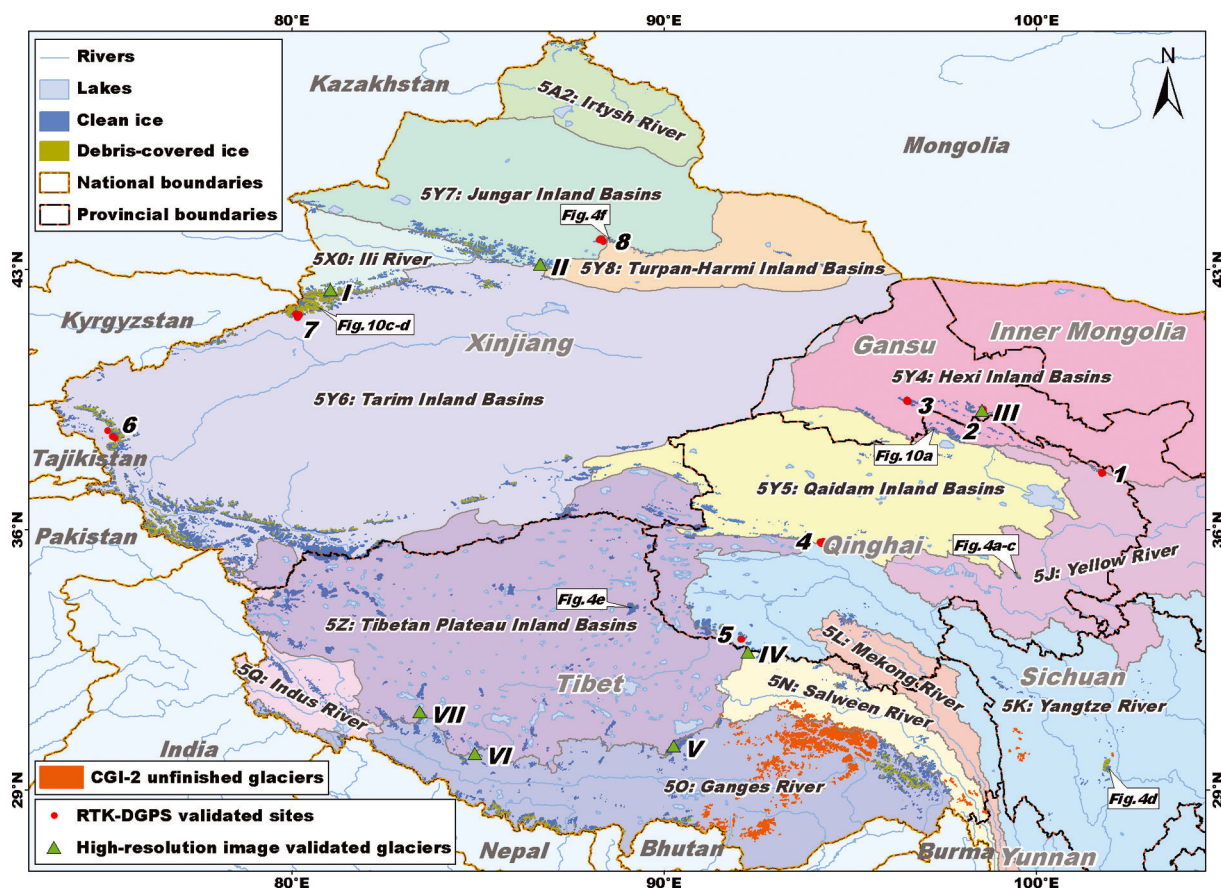 80°E
90°E
100°E
Rivers
Lakes
Clean ice
Debris-covered ice
National boundaries
Provincial boundaries
N
Kazakhstan
5A2: Irtysh River
Mongolia
5Y7: Jungar Inland Basins
Fig.4f
8
43°N
43°N
5X0: Ili River
II
5Y8: Turpan-Harmi Inland Basins
I
Fig.10c-d
7
Kyrgyzstan
Xinjiang
Gansu
Inner Mongolia
5Y4: Hexi Inland Basins
5Y6: Tarim Inland Basins
3
III
2
6
Fig.10a
Tajikistan
1
5Y5: Qaidam Inland Basins
36°N
36°N
Pakistan
4
Qinghai
Fig.4a-c
5J: Yellow River
Fig.4e
5Z: Tibetan Plateau Inland Basins
5
IV
5L: Mekong River
Sichuan
5Q: Indus River
Tibet
5N: Salween River
5K: Yangtze River
VII
India
VI
V
CGI-2 unfinished glaciers
5O: Ganges River
29°N
29°N
Fig.4d
RTK-DGPS validated sites
High-resolution image validated glaciers
Nepal
Bhutan
Burma
Yunnan
80°E
90°E
100°E